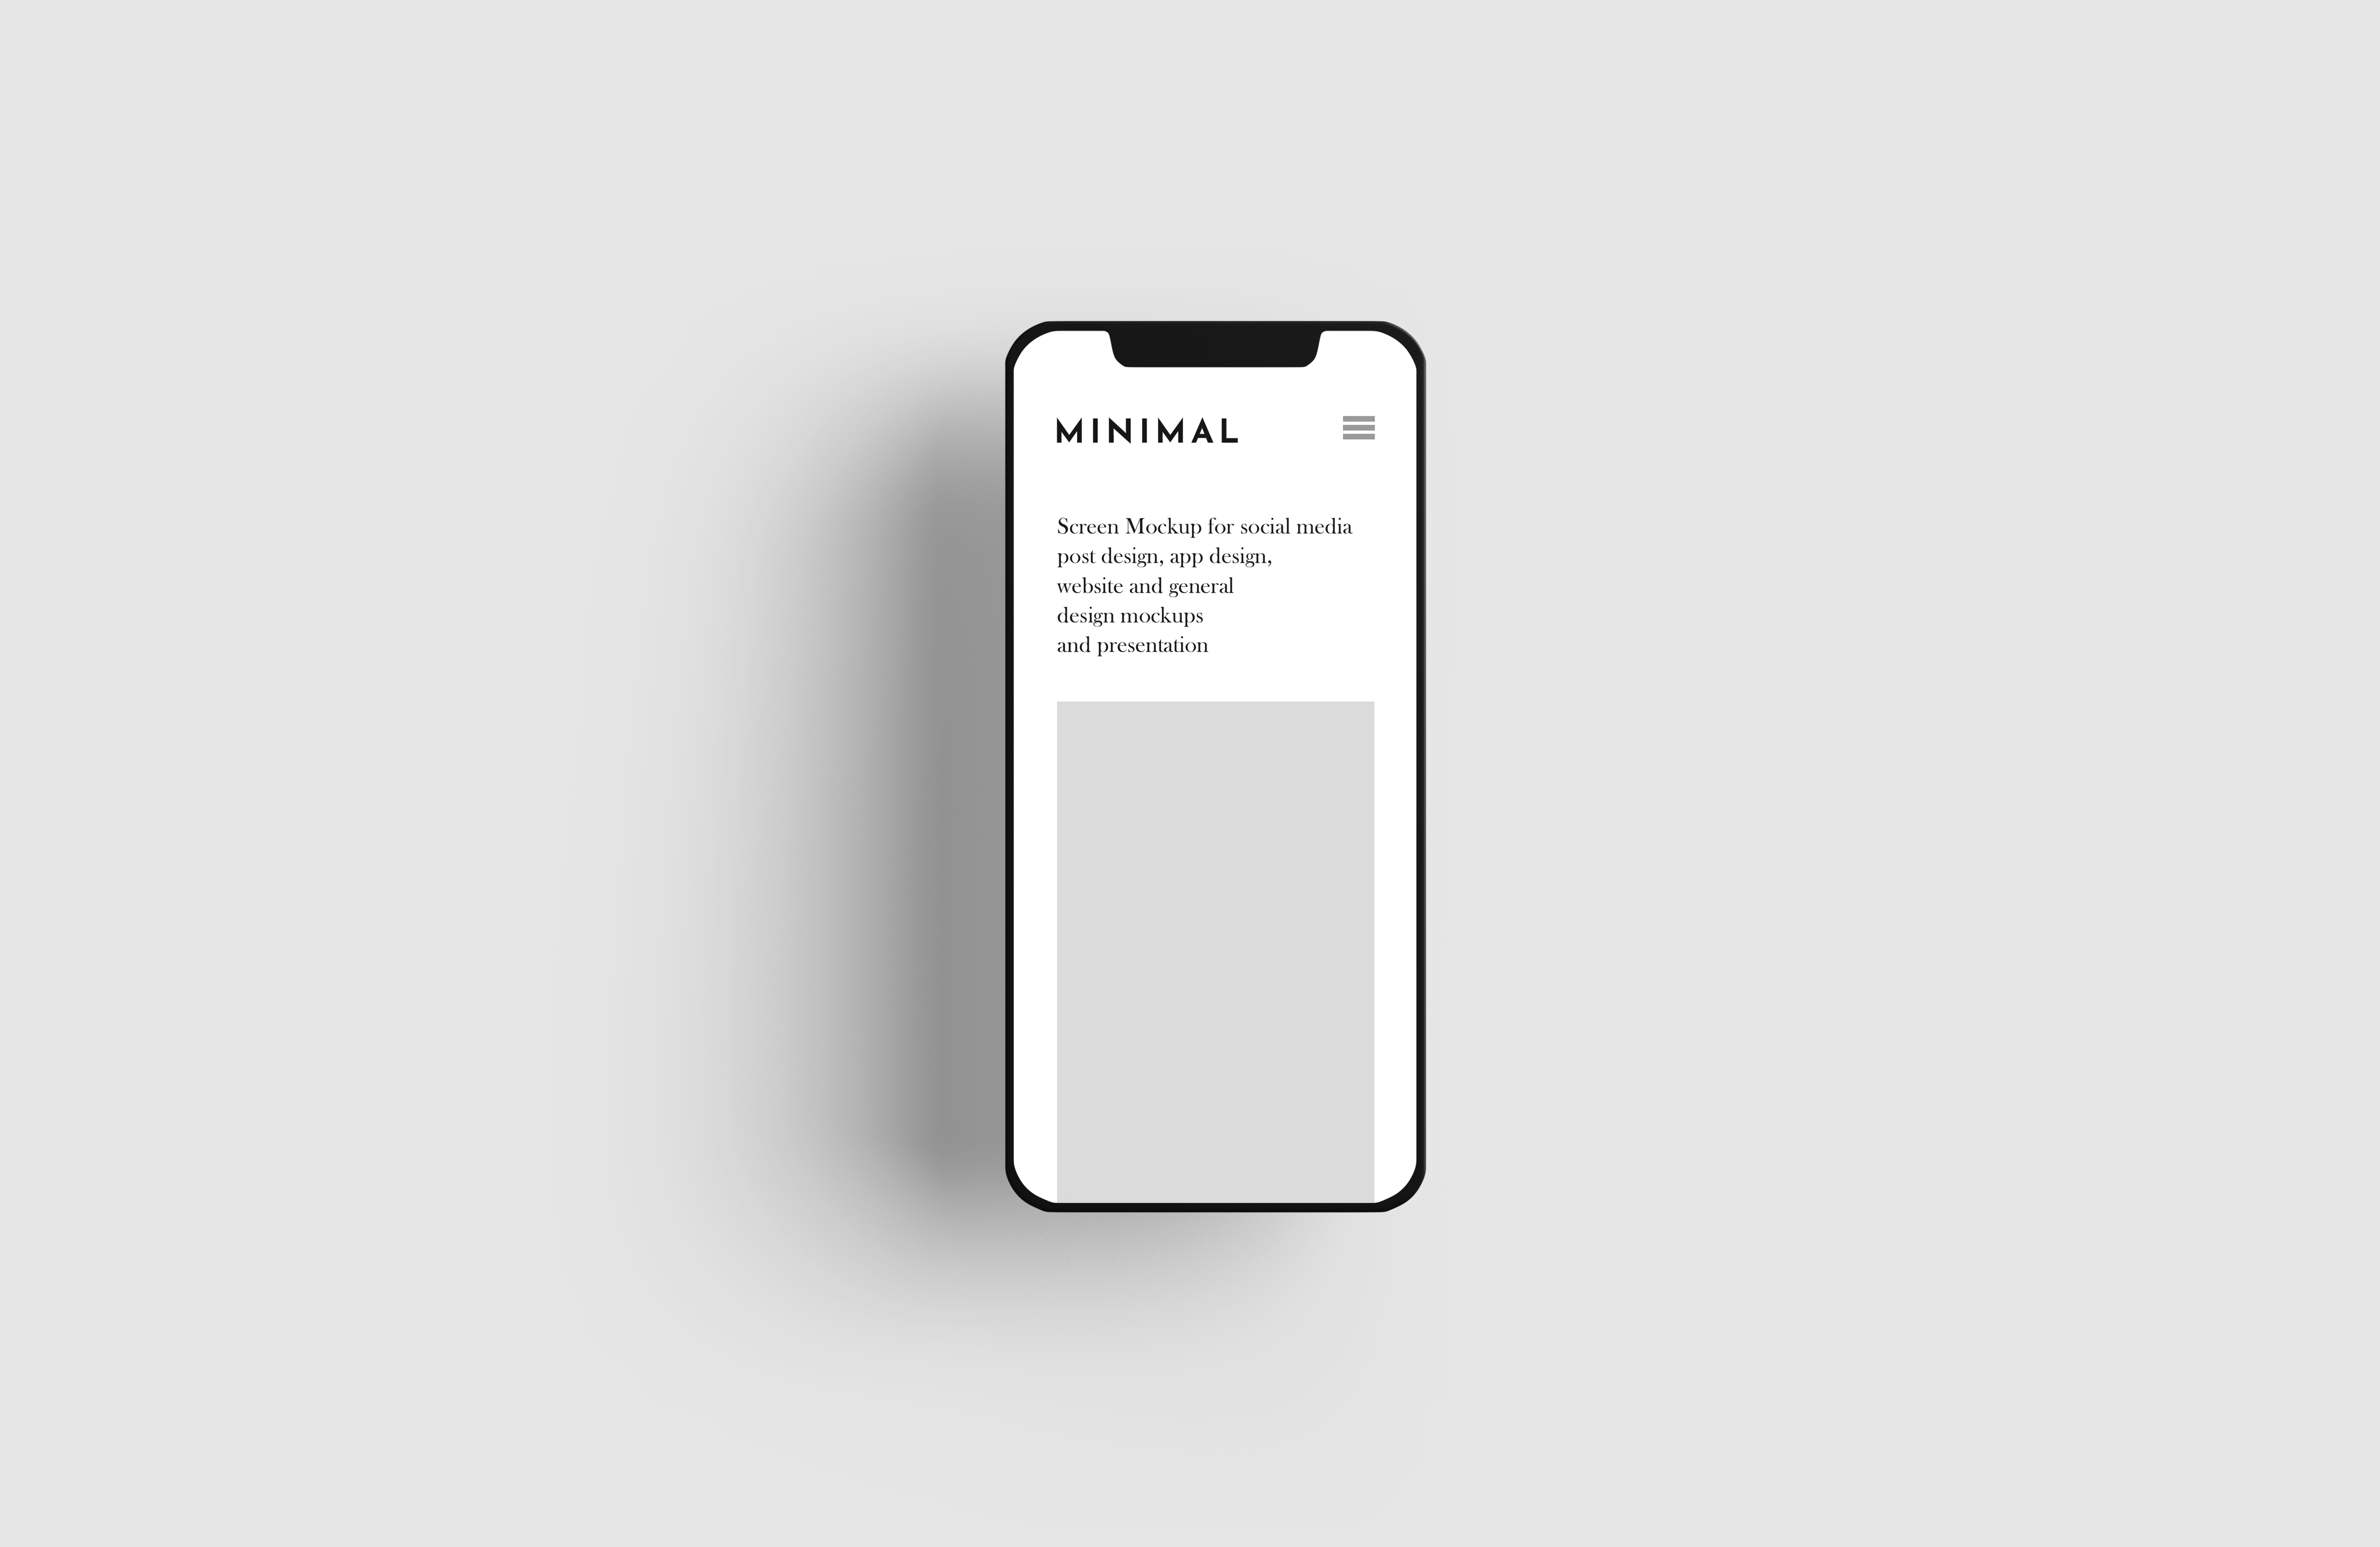 MINIMAL
Screen Mockup for social media
post design, app design,
website and general
design mockups
and presentation